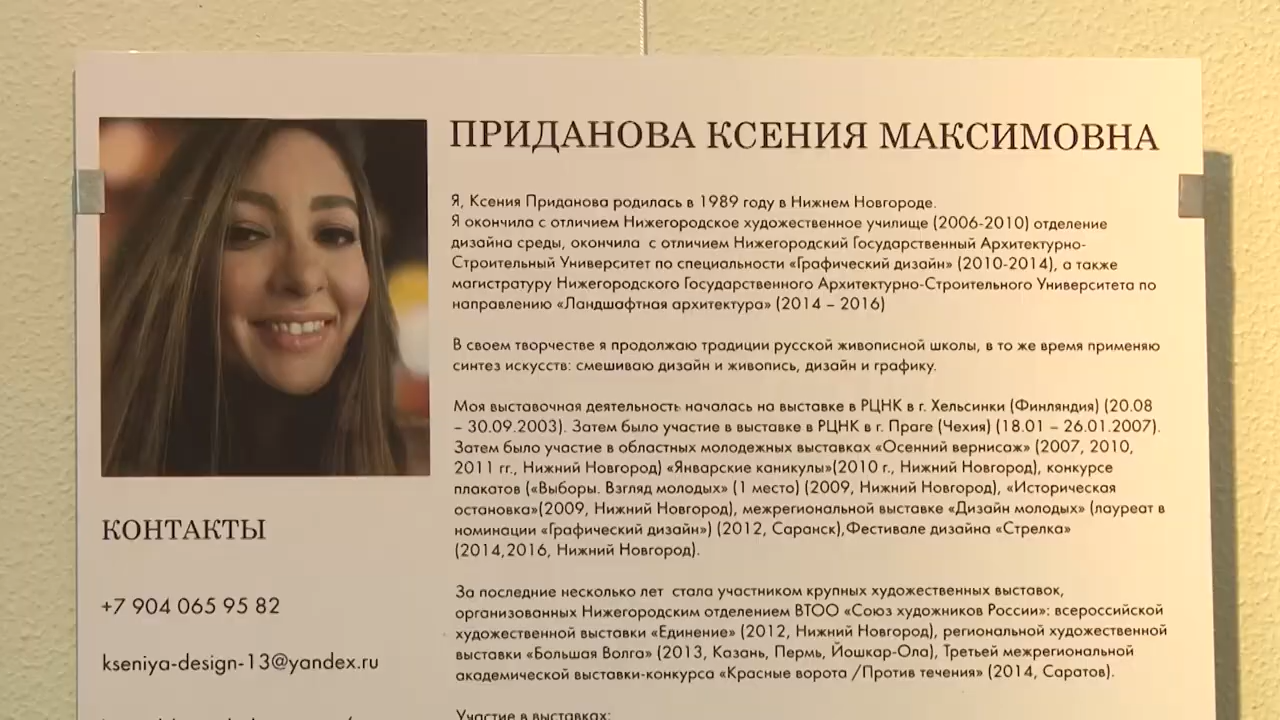 ПРИДАНОВА КСЕНИЯ МАКСИМОВНА
Я, Ксения Приданова родилась в 1989 году в Нижнем Новгороде.
Я окончила с отличием Нижегородское художественное училище (2006-2010) отделение
дизайна среды, окончила с отличием Нижегородский Государственный Архитектурно-
Строительный Университет по специальности «Графический дизайн» (2010-2014), а также
магистратуру Нижегородского Государственного Архитектурно-Строительного Университета по
направлению «Ландшафтная архитектура» (2014 – 2016)
В своем творчестве я продолжаю традиции русской живописной школы, в то же время применяю
синтез искусств: смешиваю дизайн и живопись, дизайн и графику.
Моя выставочная деятельность началась на выставке в РЦНК в г. Хельсинки (Финляндия) (20.08
– 30.09.2003). Затем было участие в выставке в РЦНК в г. Праге (Чехия) (18.01 – 26.01.2007).
Затем было участие в областных молодежных выставках «Осенний вернисаж» (2007, 2010,
2011 гг., Нижний Новгород) «Январские каникулы»(2010 г., Нижний Новгород), конкурсе
плакатов («Выборы. Взгляд молодых» (1 место) (2009, Нижний Новгород), «Историческая
остановка»(2009, Нижний Новгород), межрегиональной выставке «Дизайн молодых» (лауреат в
номинации «Графический дизайн») (2012, Саранск),Фестивале дизайна «Стрелка»
(2014,2016, Нижний Новгород).
За последние несколько лет стала участником крупных художественных выставок,
организованных Нижегородским отделением ВТОО «Союз художников России»: всероссийской
художественной выставки «Единение» (2012, Нижний Новгород), региональной художественной
выставки «Большая Волга» (2013, Казань, Пермь, Йошкар-Ола), Третьей межрегиональной
академической выставки-конкурса «Красные ворота /Против течения» (2014, Саратов).
Участие в выставках:
КОНТАКТЫ
+7 904 065 95 82
kseniya-design-13@yandex.ru